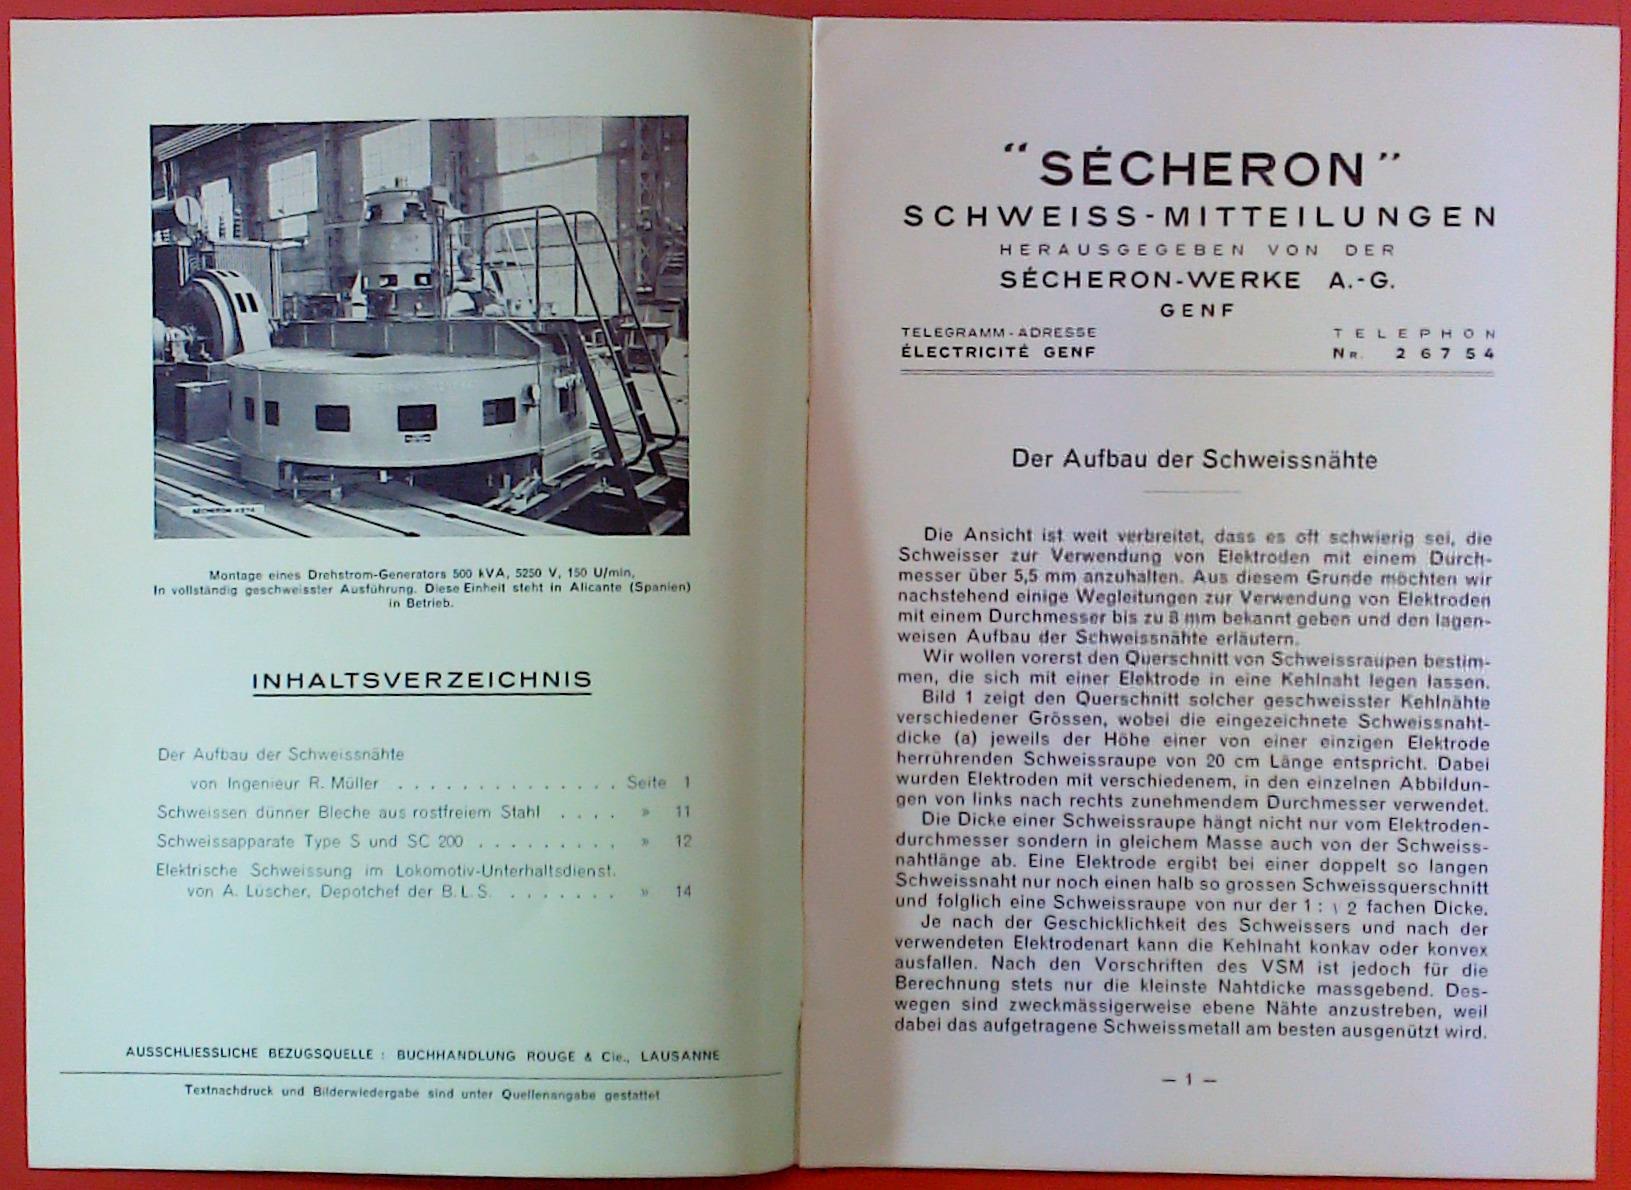 SÉCHERON 4274
Montage eines Drehstrom-Generators 500 kVA, 5250 V, 150 U/min,
In vollständig geschweisster Ausführung. Diese Einheit steht in Alicante (Spanien)
in Betrieb.
INHALTSVERZEICHNIS
Der Aufbau der Schweissnähte
von Ingenieur R. Müller . . . . . . . . . . . . . . Seite 1
Schweissen dünner Bleche aus rostfreiem Stahl . . . . » 11
Schweissapparate Type S und SC 200 . . . . . . . . . » 12
Elektrische Schweissung im Lokomotiv-Unterhaltsdienst.
von A. Lüscher, Depotchef der B. L. S. . . . . . . . » 14
AUSSCHLIESSLICHE BEZUGSQUELLE : BUCHHANDLUNG ROUGE & Cie., LAUSANNE
Textnachdruck und Bilderwiedergabe sind unter Quellenangabe gestattet
“SÉCHERON”
SCHWEISS-MITTEILUNGEN
HERAUSGEGEBEN VON DER
SÉCHERON-WERKE A.-G.
GENF
TELEGRAMM-ADRESSE TELEPHON
ÉLECTRICITÉ GENF Nr. 26754
Der Aufbau der Schweissnähte
Die Ansicht ist weit verbreitet, dass es oft schwierig sei, die
Schweisser zur Verwendung von Elektroden mit einem Durch-
messer über 5,5 mm anzuhalten. Aus diesem Grunde möchten wir
nachstehend einige Wegleitungen zur Verwendung von Elektroden
mit einem Durchmesser bis zu 8 mm bekannt geben und den lagen-
weisen Aufbau der Schweissnähte erläutern.
Wir wollen vorerst den Querschnitt von Schweissraupen bestim-
men, die sich mit einer Elektrode in eine Kehlnaht legen lassen.
Bild 1 zeigt den Querschnitt solcher geschweisster Kehlnähte
verschiedener Grössen, wobei die eingezeichnete Schweissnaht-
dicke (a) jeweils der Höhe einer von einer einzigen Elektrode
herrührenden Schweissraupe von 20 cm Länge entspricht. Dabei
wurden Elektroden mit verschiedenem, in den einzelnen Abbildun-
gen von links nach rechts zunehmendem Durchmesser verwendet.
Die Dicke einer Schweissraupe hängt nicht nur vom Elektroden-
durchmesser sondern in gleichem Masse auch von der Schweiss-
nahtlänge ab. Eine Elektrode ergibt bei einer doppelt so langen
Schweissnaht nur noch einen halb so grossen Schweissquerschnitt
und folglich eine Schweissraupe von nur der 1 : √2 fachen Dicke.
Je nach der Geschicklichkeit des Schweissers und nach der
verwendeten Elektrodenart kann die Kehlnaht konkav oder konvex
ausfallen. Nach den Vorschriften des VSM ist jedoch für die
Berechnung stets nur die kleinste Nahtdicke massgebend. Des-
wegen sind zweckmässigerweise ebene Nähte anzustreben, weil
dabei das aufgetragene Schweissmetall am besten ausgenützt wird.
— 1 —